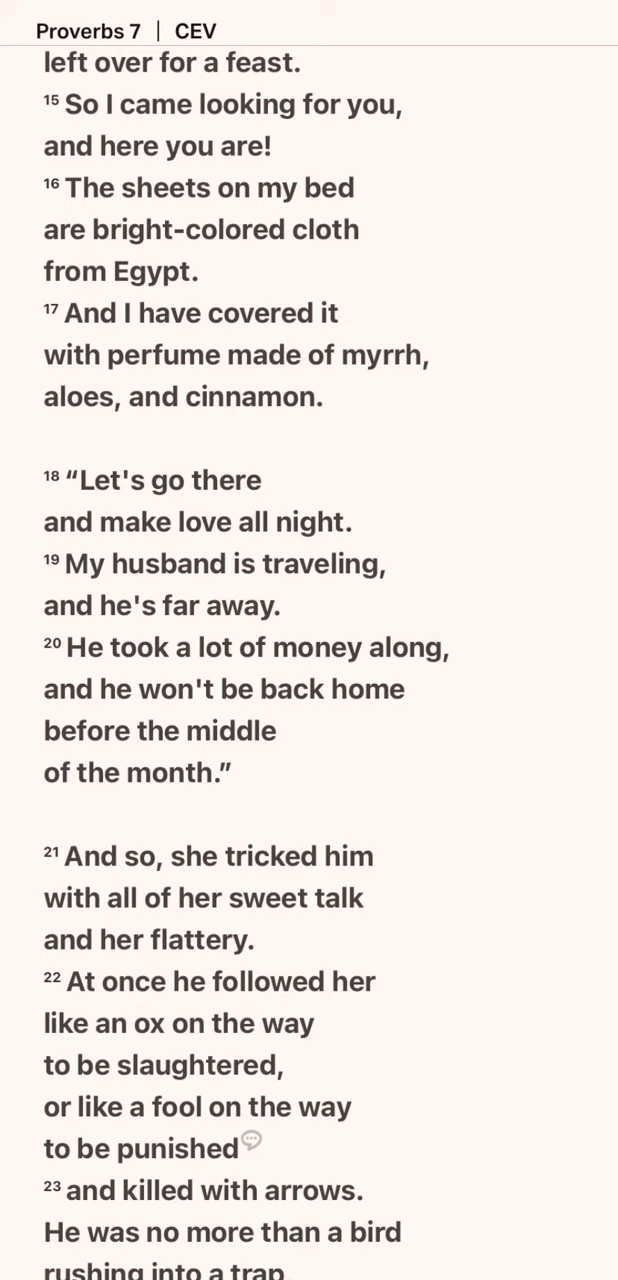 Proverbs 7 | CEV
left over for a feast.
15 So I came looking for you,
and here you are!
16 The sheets on my bed
are bright-colored cloth
from Egypt.
17 And I have covered it
with perfume made of myrrh,
aloes, and cinnamon.
18 “Let's go there
and make love all night.
19 My husband is traveling,
and he's far away.
20 He took a lot of money along,
and he won't be back home
before the middle
of the month.”
21 And so, she tricked him
with all of her sweet talk
and her flattery.
22 At once he followed her
like an ox on the way
to be slaughtered,
or like a fool on the way
to be punished
23 and killed with arrows.
He was no more than a bird
rushing into a trap,